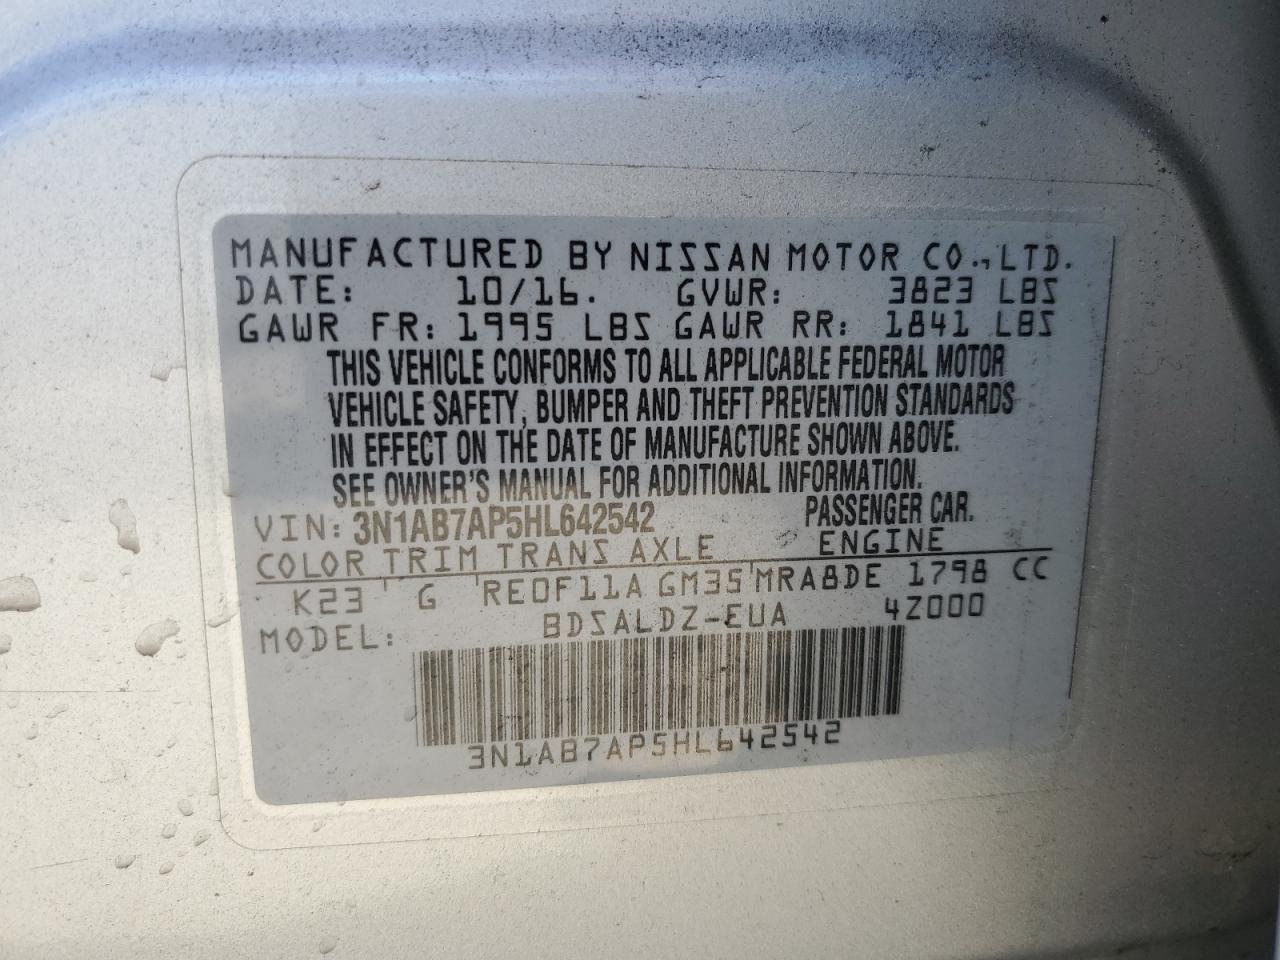 MANUFACTURED BY NISSAN MOTOR CO., LTD.
DATE: 10/16. GVWR: 3823 LBS
GAWR FR: 1995 LBS GAWR RR: 1841 LBS
THIS VEHICLE CONFORMS TO ALL APPLICABLE FEDERAL MOTOR
VEHICLE SAFETY, BUMPER AND THEFT PREVENTION STANDARDS
IN EFFECT ON THE DATE OF MANUFACTURE SHOWN ABOVE.
SEE OWNER'S MANUAL FOR ADDITIONAL INFORMATION.
VIN: 3N1AB7AP5HL642542 PASSENGER CAR.
COLOR TRIM TRANS AXLE ENGINE
K23 G RE0F11A GM35 MRA8DE 1798 CC
MODEL: BDSALDZ-EUA 4Z000
3N1AB7AP5HL642542